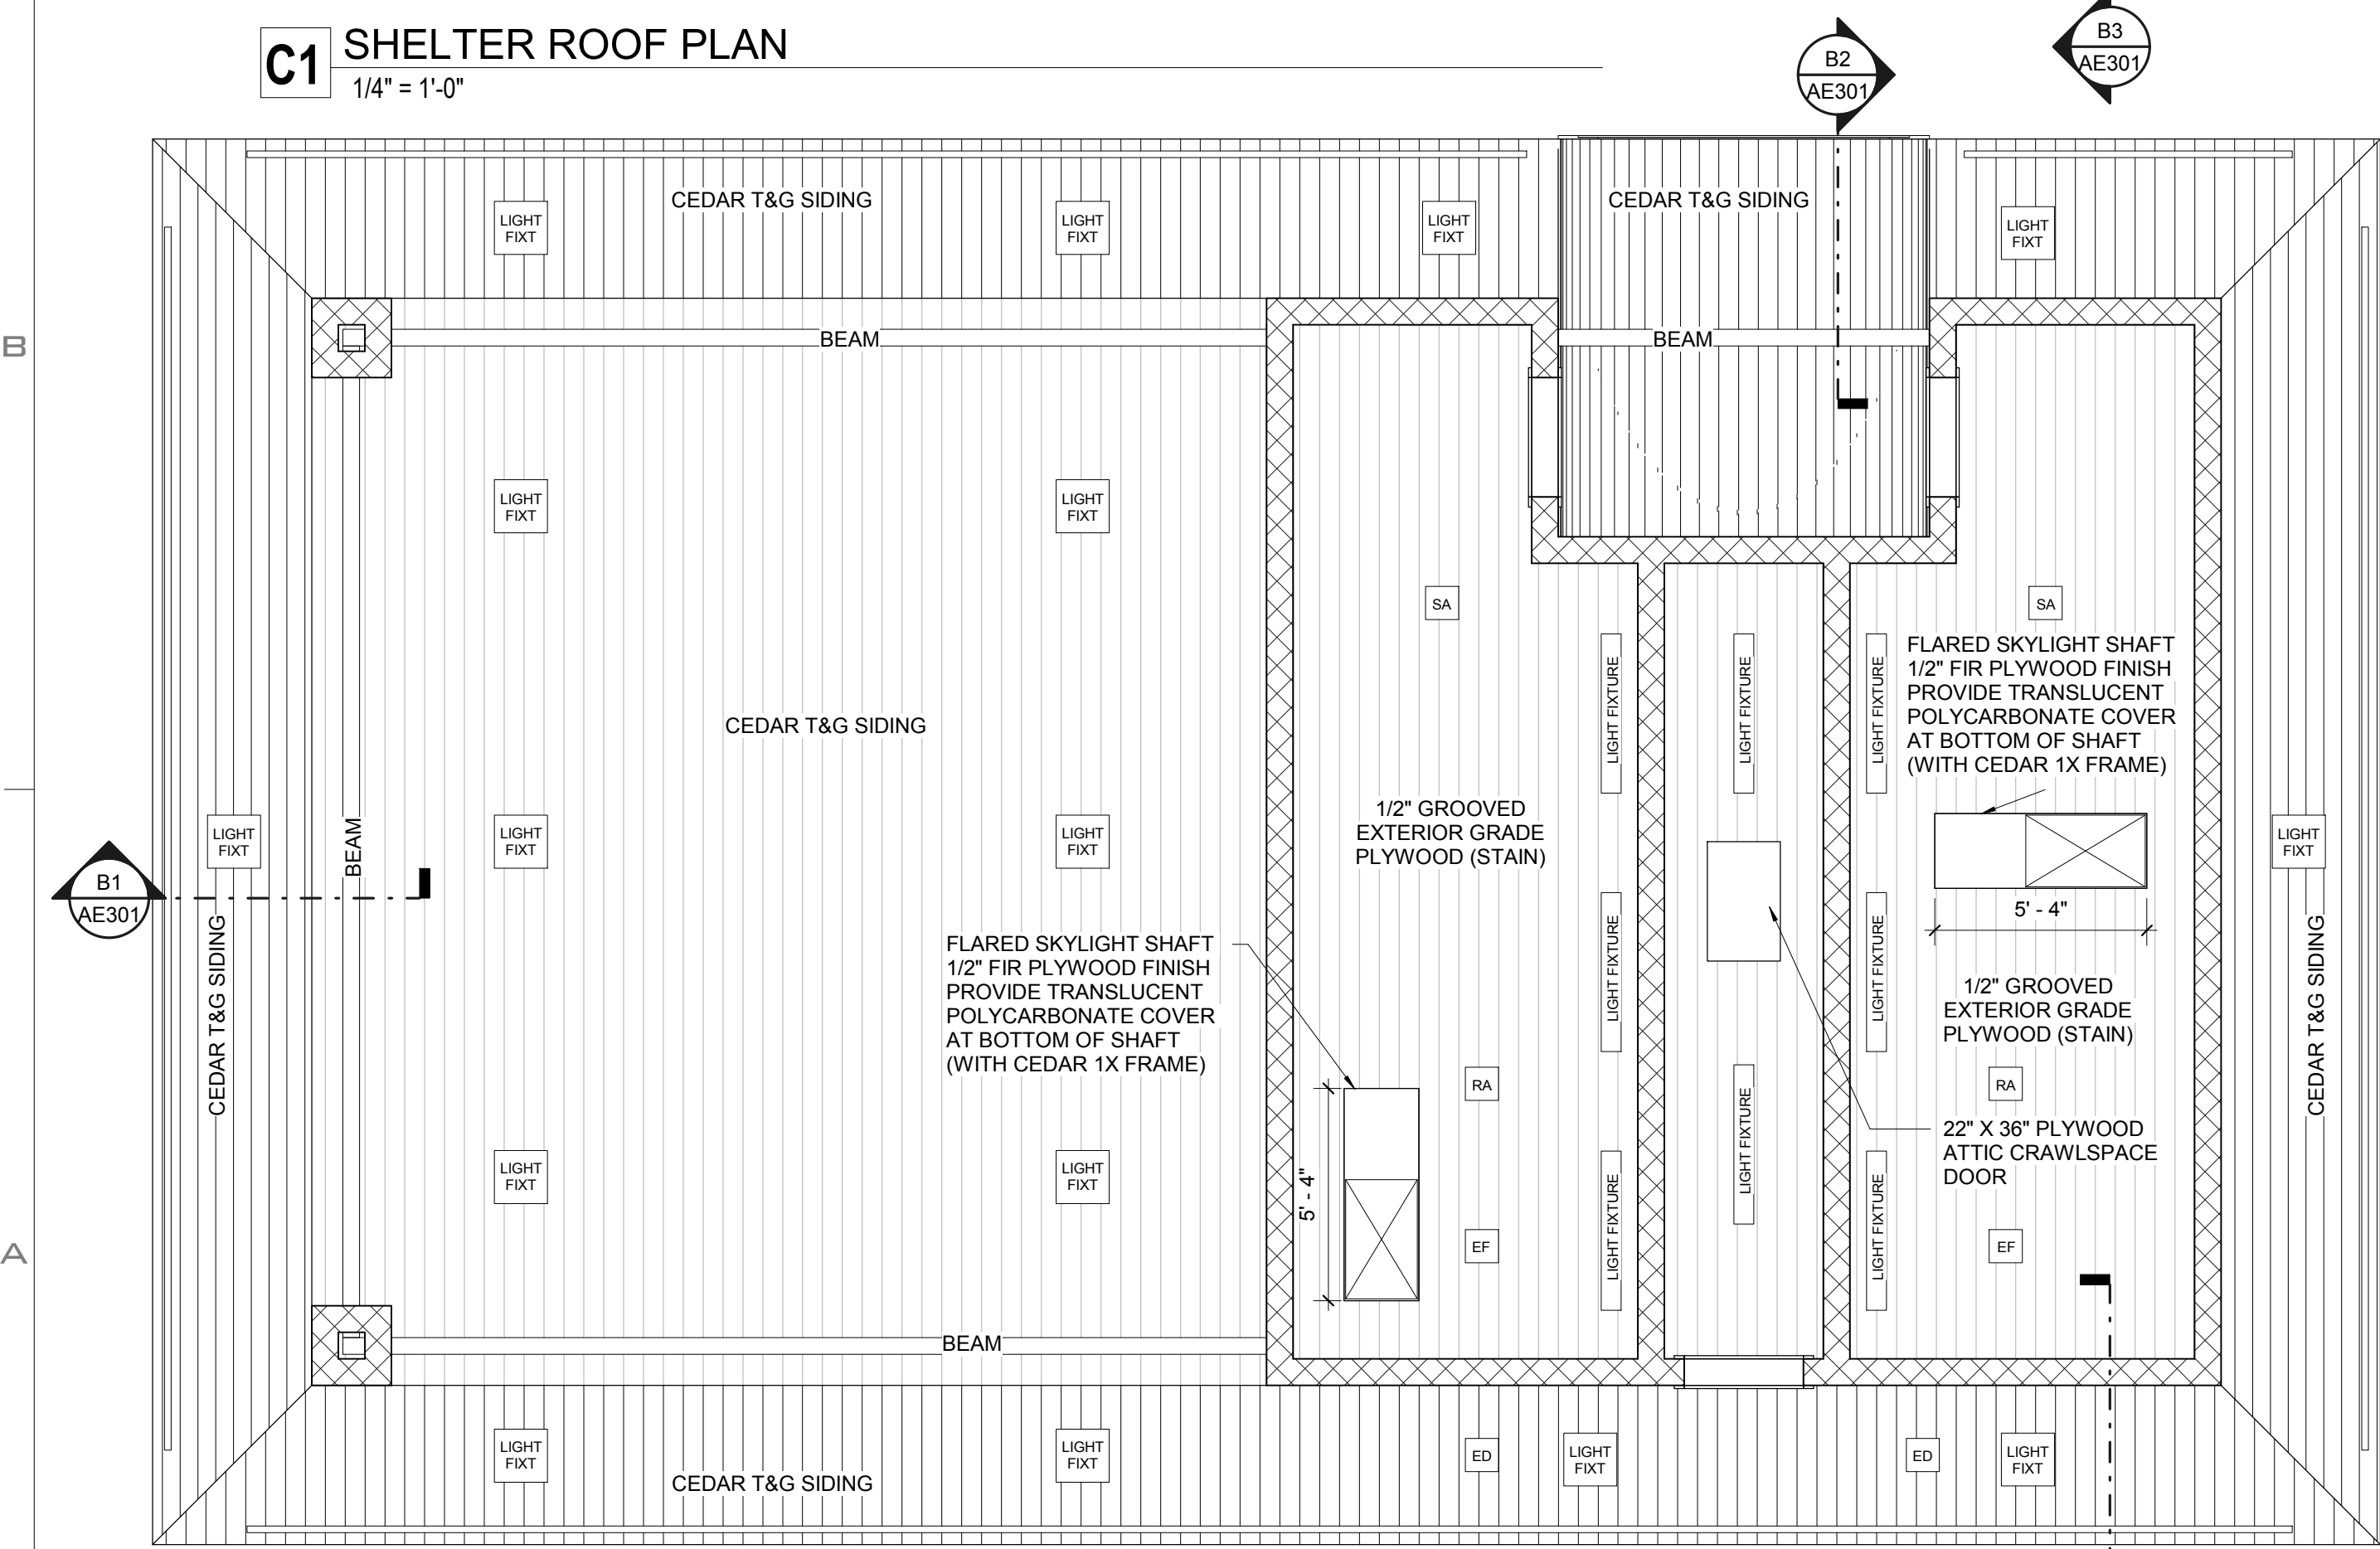 C1
SHELTER ROOF PLAN
1/4" = 1'-0"
B2
AE301
B3
AE301
CEDAR T&G SIDING
CEDAR T&G SIDING
LIGHT
FIXT
LIGHT
FIXT
LIGHT
FIXT
LIGHT
FIXT
B
BEAM
BEAM
LIGHT
FIXT
LIGHT
FIXT
SA
SA
FLARED SKYLIGHT SHAFT
1/2" FIR PLYWOOD FINISH
PROVIDE TRANSLUCENT
POLYCARBONATE COVER
AT BOTTOM OF SHAFT
(WITH CEDAR 1X FRAME)
LIGHT FIXTURE
LIGHT FIXTURE
LIGHT FIXTURE
CEDAR T&G SIDING
1/2" GROOVED
EXTERIOR GRADE
PLYWOOD (STAIN)
LIGHT
FIXT
BEAM
LIGHT
FIXT
LIGHT
FIXT
LIGHT
FIXT
B1
AE301
5' - 4"
CEDAR T&G SIDING
FLARED SKYLIGHT SHAFT
1/2" FIR PLYWOOD FINISH
PROVIDE TRANSLUCENT
POLYCARBONATE COVER
AT BOTTOM OF SHAFT
(WITH CEDAR 1X FRAME)
LIGHT FIXTURE
LIGHT FIXTURE
1/2" GROOVED
EXTERIOR GRADE
PLYWOOD (STAIN)
CEDAR T&G SIDING
RA
RA
LIGHT FIXTURE
22" X 36" PLYWOOD
ATTIC CRAWLSPACE
DOOR
LIGHT
FIXT
LIGHT
FIXT
5' - 4"
LIGHT FIXTURE
LIGHT FIXTURE
A
EF
EF
BEAM
LIGHT
FIXT
LIGHT
FIXT
ED
LIGHT
FIXT
ED
LIGHT
FIXT
CEDAR T&G SIDING